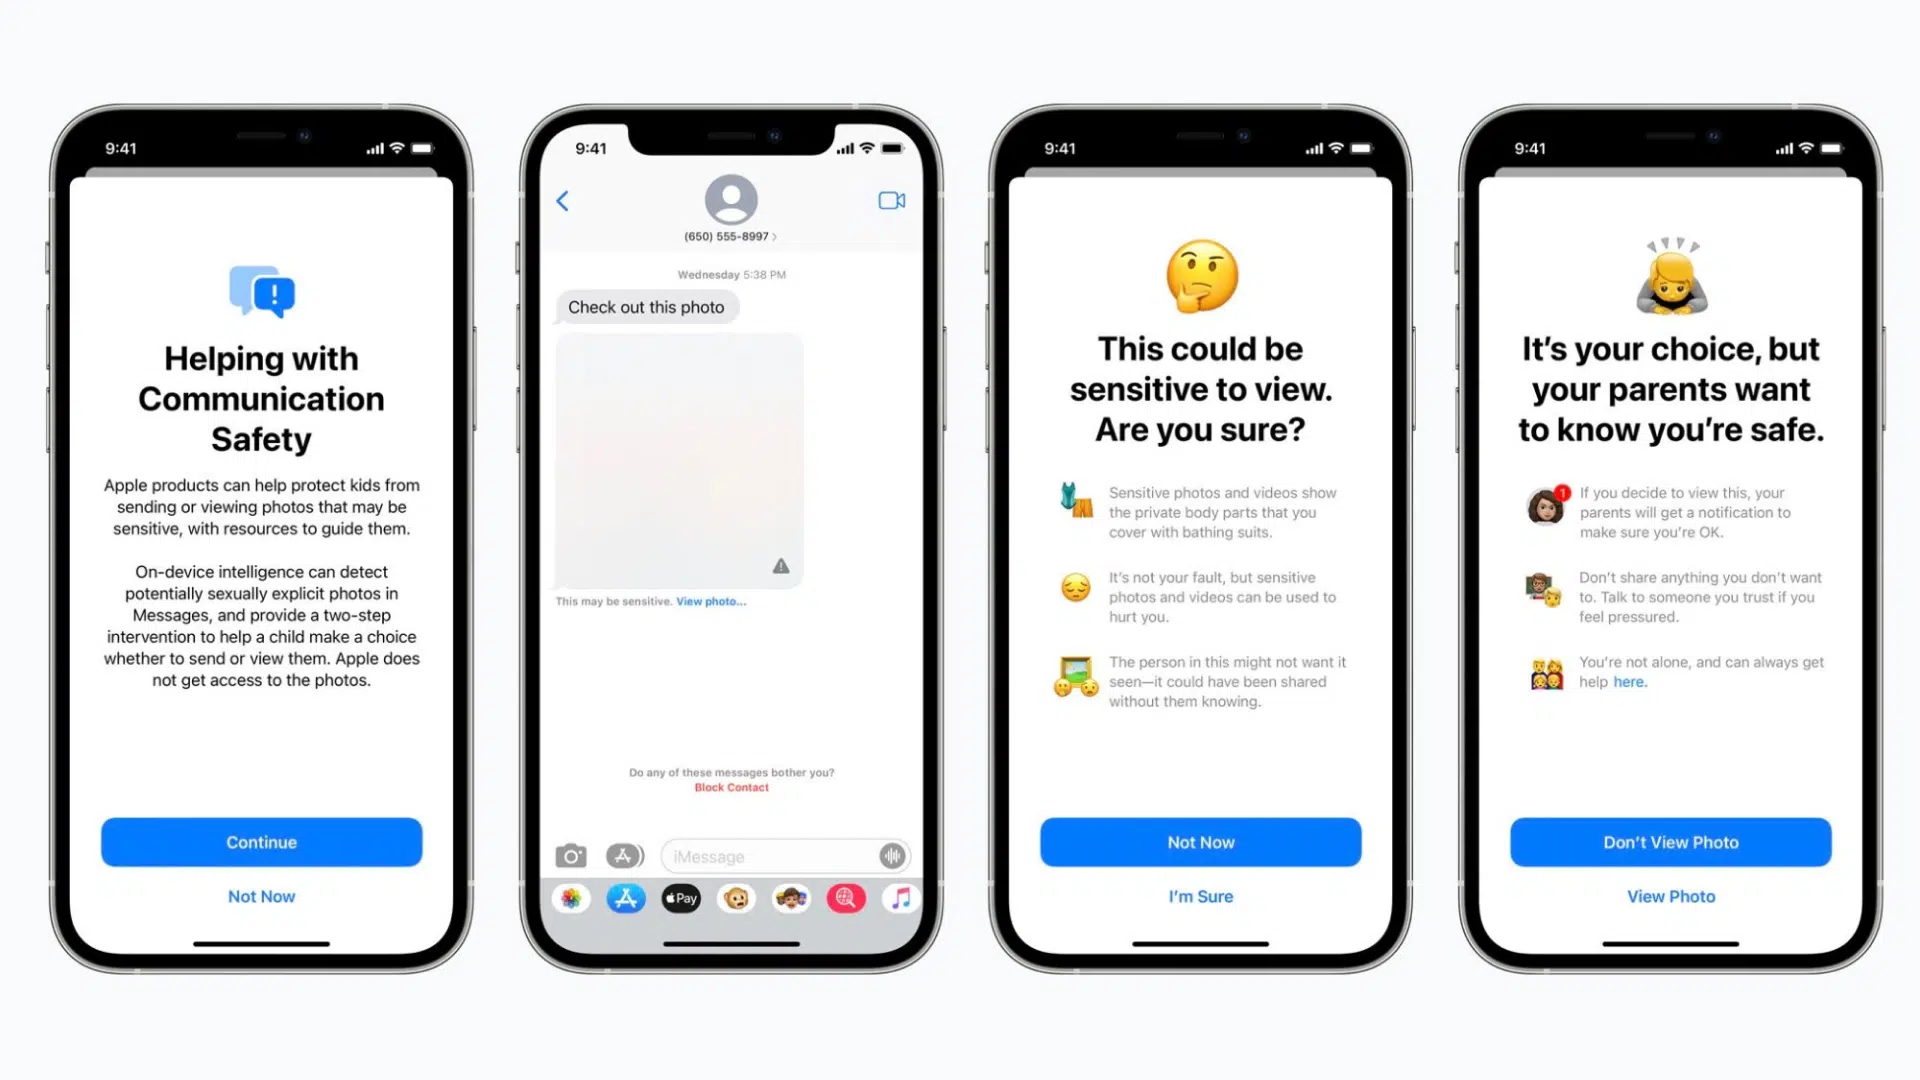 9:41
Helping with
Communication
Safety
Apple products can help protect kids from
sending or viewing photos that may be
sensitive, with resources to guide them.
On-device intelligence can detect
potentially sexually explicit photos in
Messages, and provide a two-step
intervention to help a child make a choice
whether to send or view them. Apple does
not get access to the photos.
Continue
Not Now
9:41
(650) 555-8997
Wednesday 5:38 PM
Check out this photo
This may be sensitive. View photo...
Do any of these messages bother you?
Block Contact
iMessage
Pay
9:41
This could be
sensitive to view.
Are you sure?
Sensitive photos and videos show
the private body parts that you
cover with bathing suits.
It's not your fault, but sensitive
photos and videos can be used to
hurt you.
The person in this might not want it
seen—it could have been shared
without them knowing.
Not Now
I'm Sure
9:41
It's your choice, but
your parents want
to know you're safe.
1
If you decide to view this, your
parents will get a notification to
make sure you're OK.
Don't share anything you don't want
to. Talk to someone you trust if you
feel pressured.
You're not alone, and can always get
help here.
Don't View Photo
View Photo